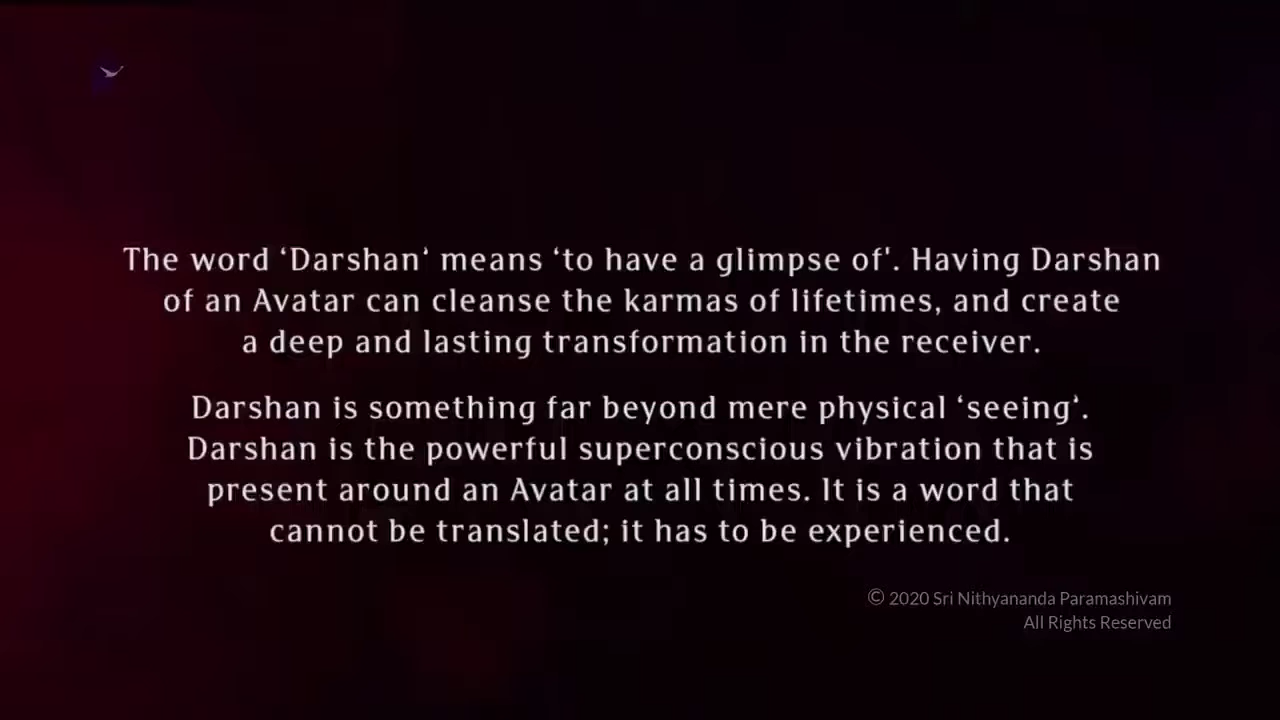 The word ‘Darshan’ means ‘to have a glimpse of'. Having Darshan
of an Avatar can cleanse the karmas of lifetimes, and create
a deep and lasting transformation in the receiver.
Darshan is something far beyond mere physical ‘seeing’.
Darshan is the powerful superconscious vibration that is
present around an Avatar at all times. It is a word that
cannot be translated; it has to be experienced.
© 2020 Sri Nithyananda Paramashivam
All Rights Reserved